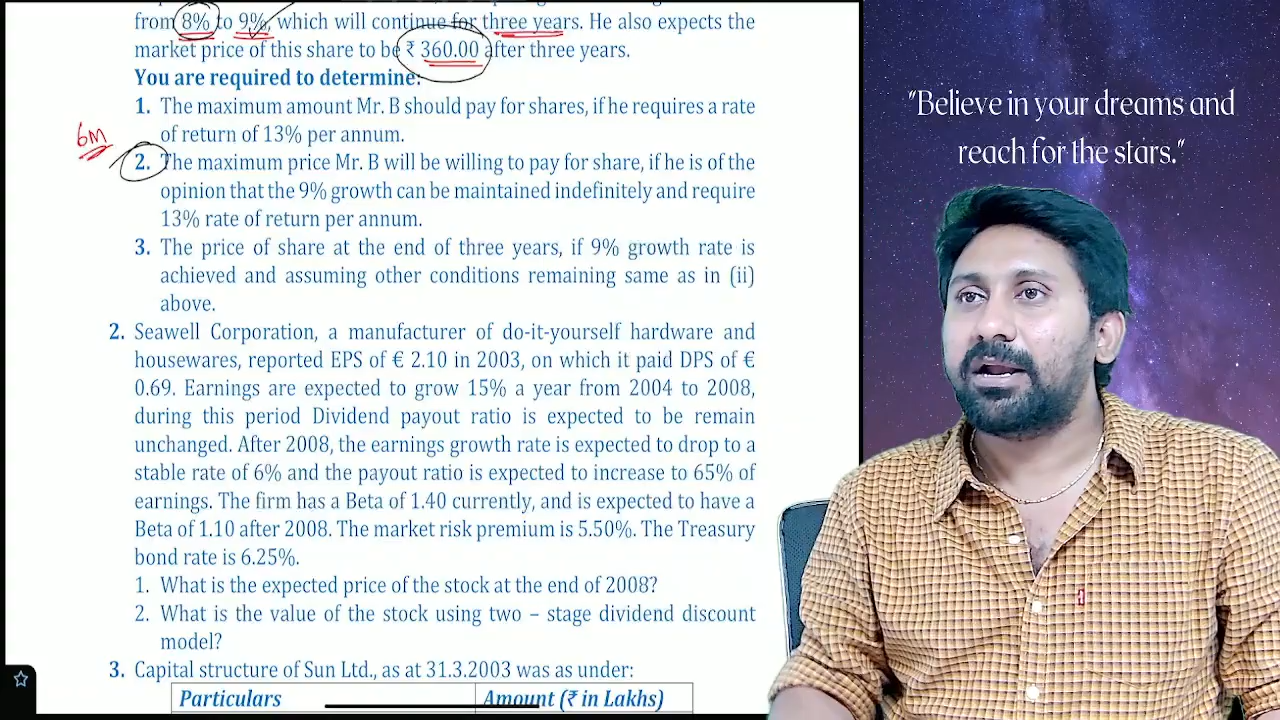 from 8% to 9%, which will continue for three years. He also expects the
market price of this share to be ₹ 360.00 after three years.
You are required to determine:
1. The maximum amount Mr. B should pay for shares, if he requires a rate
of return of 13% per annum.
6m
2. The maximum price Mr. B will be willing to pay for share, if he is of the
opinion that the 9% growth can be maintained indefinitely and require
13% rate of return per annum.
3. The price of share at the end of three years, if 9% growth rate is
achieved and assuming other conditions remaining same as in (ii)
above.
2. Seawell Corporation, a manufacturer of do-it-yourself hardware and
housewares, reported EPS of € 2.10 in 2003, on which it paid DPS of €
0.69. Earnings are expected to grow 15% a year from 2004 to 2008,
during this period Dividend payout ratio is expected to be remain
unchanged. After 2008, the earnings growth rate is expected to drop to a
stable rate of 6% and the payout ratio is expected to increase to 65% of
earnings. The firm has a Beta of 1.40 currently, and is expected to have a
Beta of 1.10 after 2008. The market risk premium is 5.50%. The Treasury
bond rate is 6.25%.
1. What is the expected price of the stock at the end of 2008?
2. What is the value of the stock using two – stage dividend discount
model?
3. Capital structure of Sun Ltd., as at 31.3.2003 was as under:
Particulars Amount (₹ in Lakhs)
"Believe in your dreams and
reach for the stars."